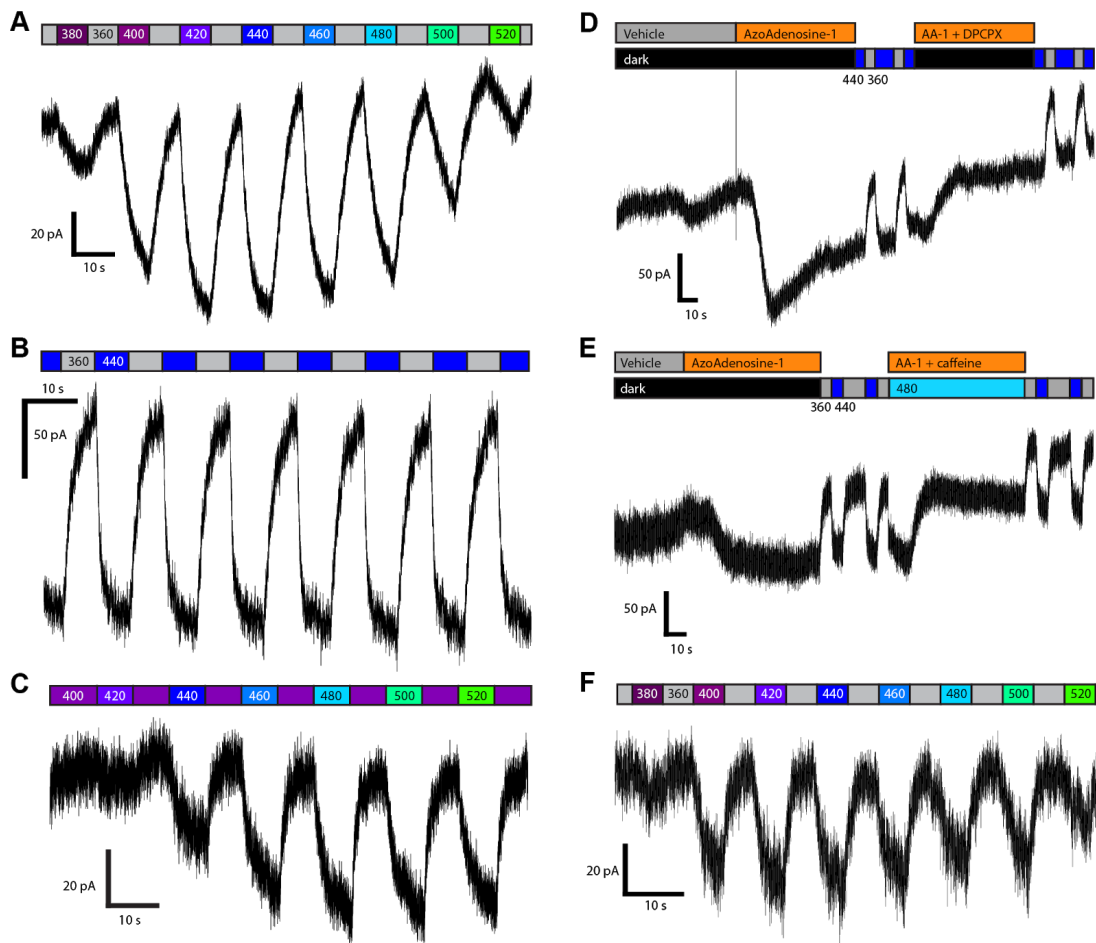 A
380 360 400 420 440 460 480 500 520
20 pA
10 s
B
360 440
10 s
50 pA
C
400 420 440 460 480 500 520
20 pA
10 s
D
Vehicle AzoAdenosine-1 AA-1 + DPCPX
dark
440 360
50 pA
10 s
E
Vehicle AzoAdenosine-1 AA-1 + caffeine
dark 480
360 440
50 pA
10 s
F
380 360 400 420 440 460 480 500 520
20 pA
10 s